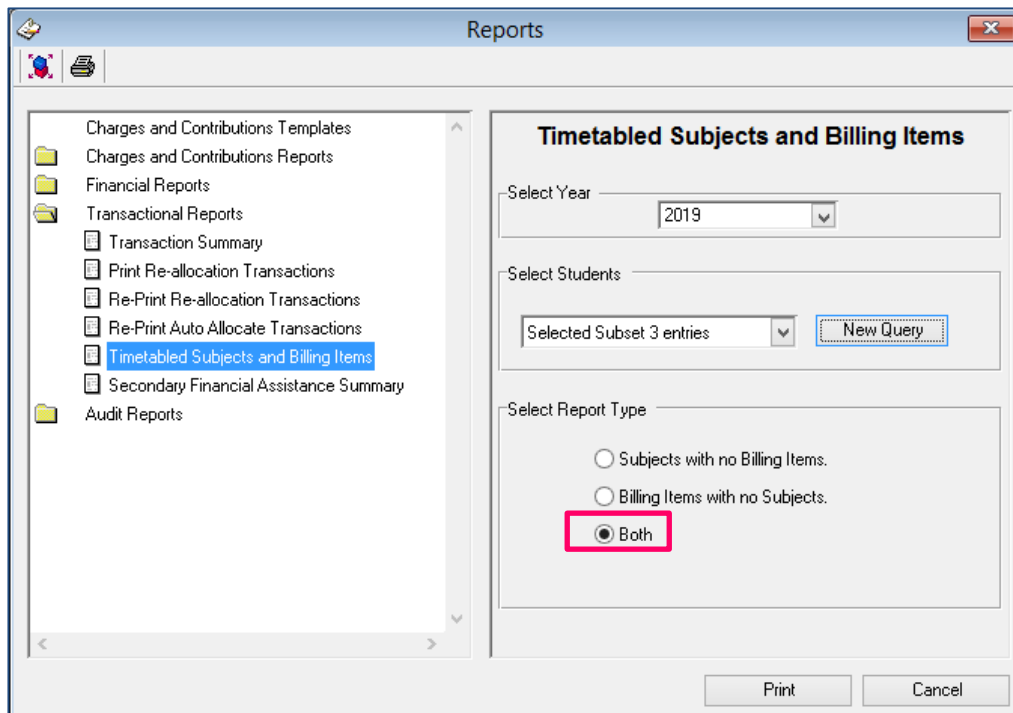 Reports
Charges and Contributions Templates
Charges and Contributions Reports
Financial Reports
Transactional Reports
Transaction Summary
Print Re-allocation Transactions
Re-Print Re-allocation Transactions
Re-Print Auto Allocate Transactions
Timetabled Subjects and Billing Items
Secondary Financial Assistance Summary
Audit Reports
Timetabled Subjects and Billing Items
Select Year
2019
Select Students
Selected Subset 3 entries
New Query
Select Report Type
Subjects with no Billing Items.
Billing Items with no Subjects.
Both
Print
Cancel